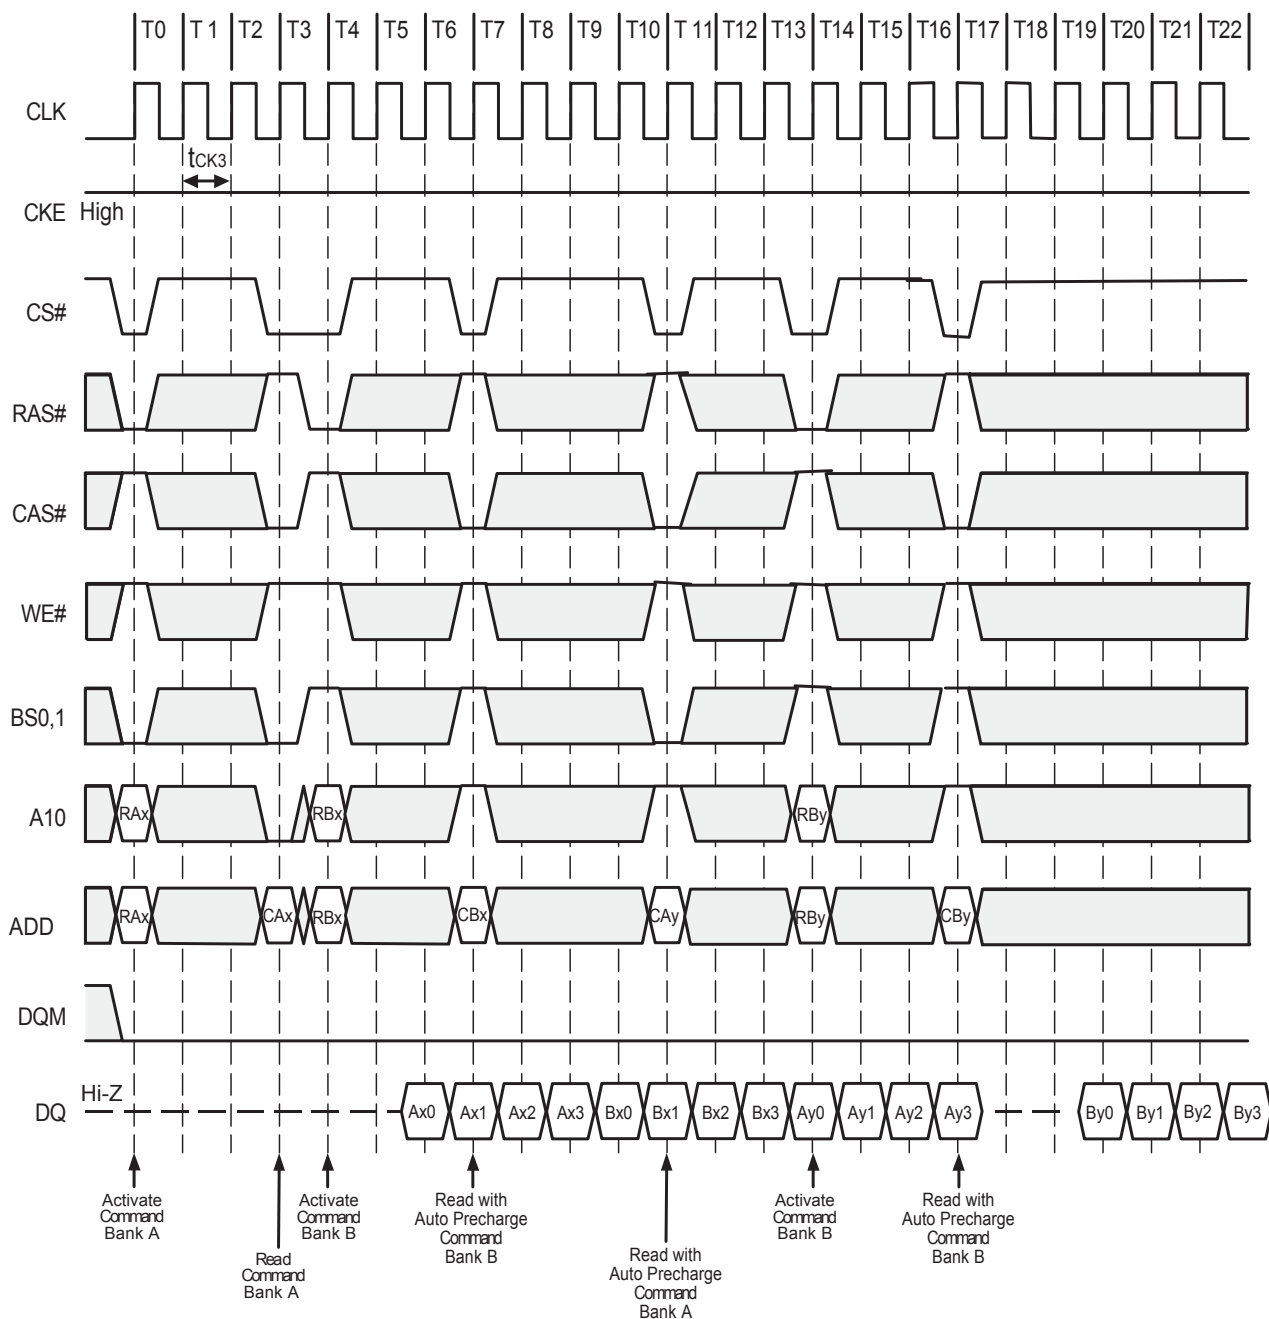 T0 T 1 T2 T3 T4 T5 T6 T7 T8 T9 T10 T 11 T12 T13 T14 T15 T16 T17 T18 T19 T20 T21 T22
CLK
tCK3
CKE High
CS#
RAS#
CAS#
WE#
BS0,1
A10 RAx RBx RBy
ADD RAx CAx RBx CBx CAy RBy CBy
DQM
Hi-Z
DQ Ax0 Ax1 Ax2 Ax3 Bx0 Bx1 Bx2 Bx3 Ay0 Ay1 Ay2 Ay3 By0 By1 By2 By3
Activate
Command
Bank A
Read
Command
Bank A
Activate
Command
Bank B
Read with
Auto Precharge
Command
Bank B
Read with
Auto Precharge
Command
Bank A
Activate
Command
Bank B
Read with
Auto Precharge
Command
Bank B